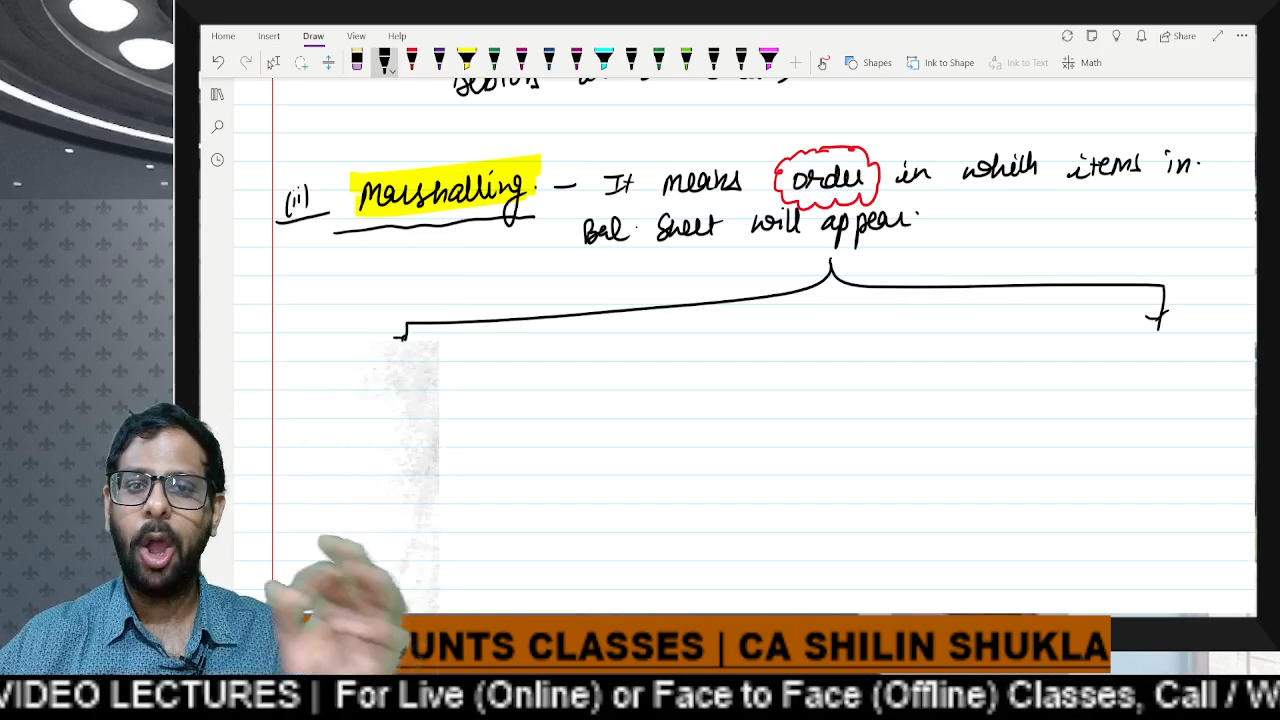 Home Insert Draw View Help Share
Shapes Ink to Shape Ink to Text Math
(ii) Marshalling. — It means order in which items in.
Bal. Sheet will appear.
UNTS CLASSES | CA SHILIN SHUKLA
VIDEO LECTURES | For Live (Online) or Face to Face (Offline) Classes, Call / W